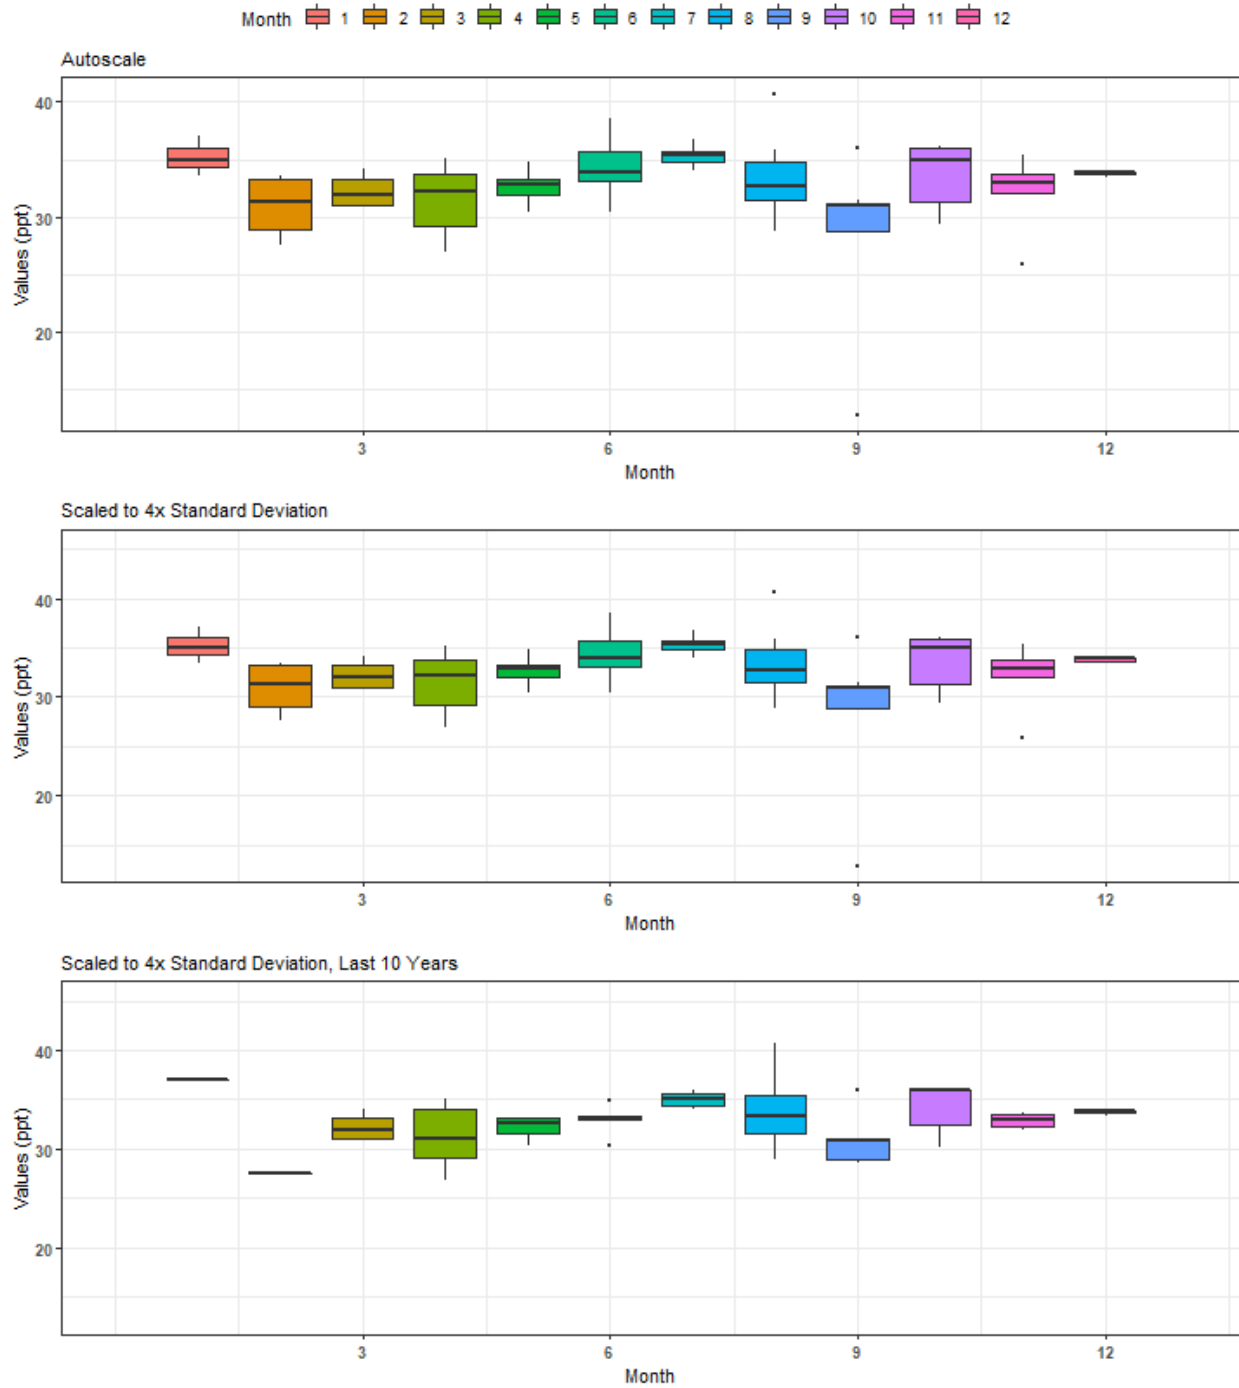 Month 1 2 3 4 5 6 7 8 9 10 11 12
Autoscale
40
30
20
Values (ppt)
3 6 9 12
Month
Scaled to 4x Standard Deviation
40
30
20
Values (ppt)
3 6 9 12
Month
Scaled to 4x Standard Deviation, Last 10 Years
40
30
20
Values (ppt)
3 6 9 12
Month